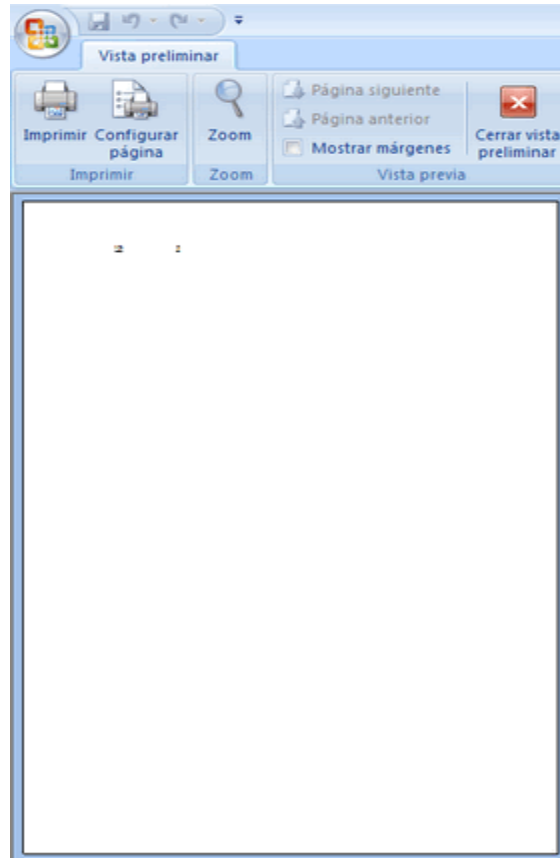 Vista preliminar
Imprimir
Configurar página
Zoom
Página siguiente
Página anterior
Mostrar márgenes
Cerrar vista preliminar
Imprimir
Zoom
Vista previa